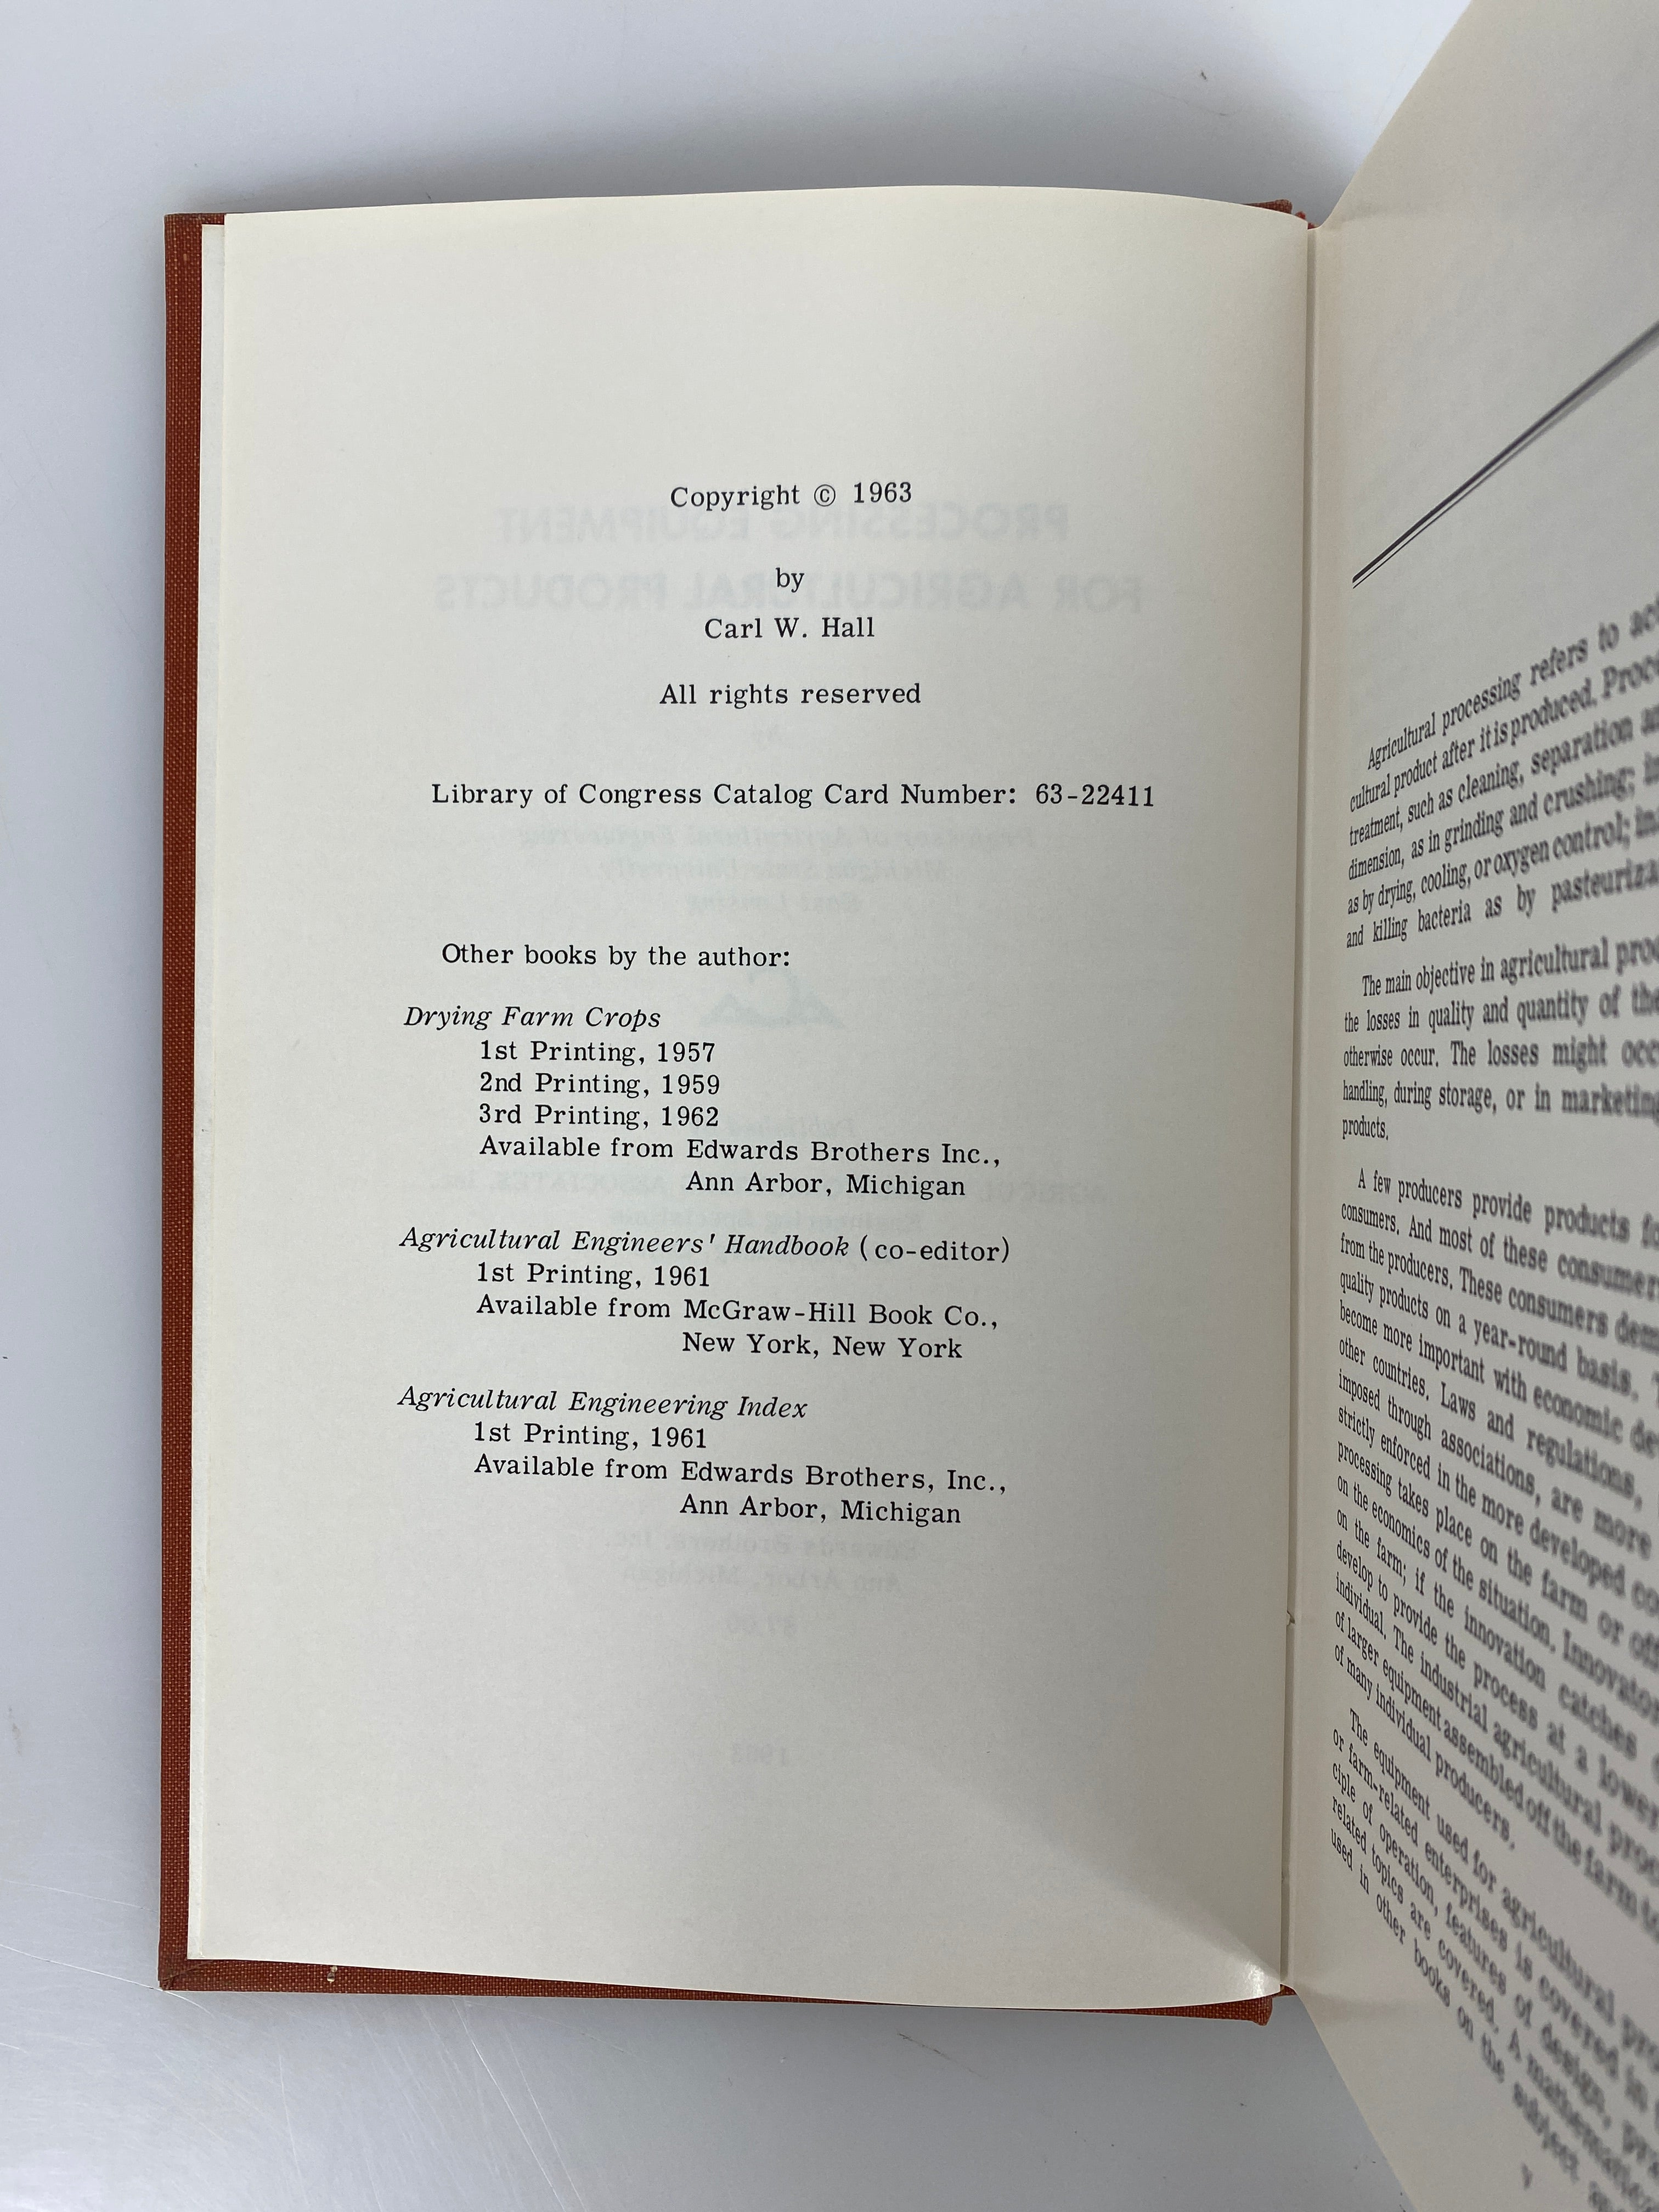 Copyright © 1963
by
Carl W. Hall
All rights reserved
Library of Congress Catalog Card Number: 63-22411
Other books by the author:
Drying Farm Crops
1st Printing, 1957
2nd Printing, 1959
3rd Printing, 1962
Available from Edwards Brothers Inc.,
Ann Arbor, Michigan
Agricultural Engineers' Handbook (co-editor)
1st Printing, 1961
Available from McGraw-Hill Book Co.,
New York, New York
Agricultural Engineering Index
1st Printing, 1961
Available from Edwards Brothers, Inc.,
Ann Arbor, Michigan
Agricultural processing refers to
cultural product after it is produced.
treatment, such as cleaning, separation
dimension, as in grinding and crushing;
as by drying, cooling, or oxygen control;
and killing bacteria as by
The main objective in agricultural
the losses in quality and quantity of the
otherwise occur. The losses might
handling, during storage, or in marketing
products.
A few producers provide products
consumers. And most of these
from the producers. These consumers
quality products on a year-round basis.
become more important with economic
other countries. Laws and regulations,
imposed through associations, are more
strictly enforced in the more developed
processing takes place on the farm or
on the economics of the situation.
on the farm; if the innovation catches
develop to provide the process at a lower
individual. The industrial agricultural
of larger equipment assembled off the farm
of many individual producers.
The equipment used for agricultural
or farm-related enterprises is covered in
ciple of operation, features of design,
related topics are covered. A
used in other books on the subject
v